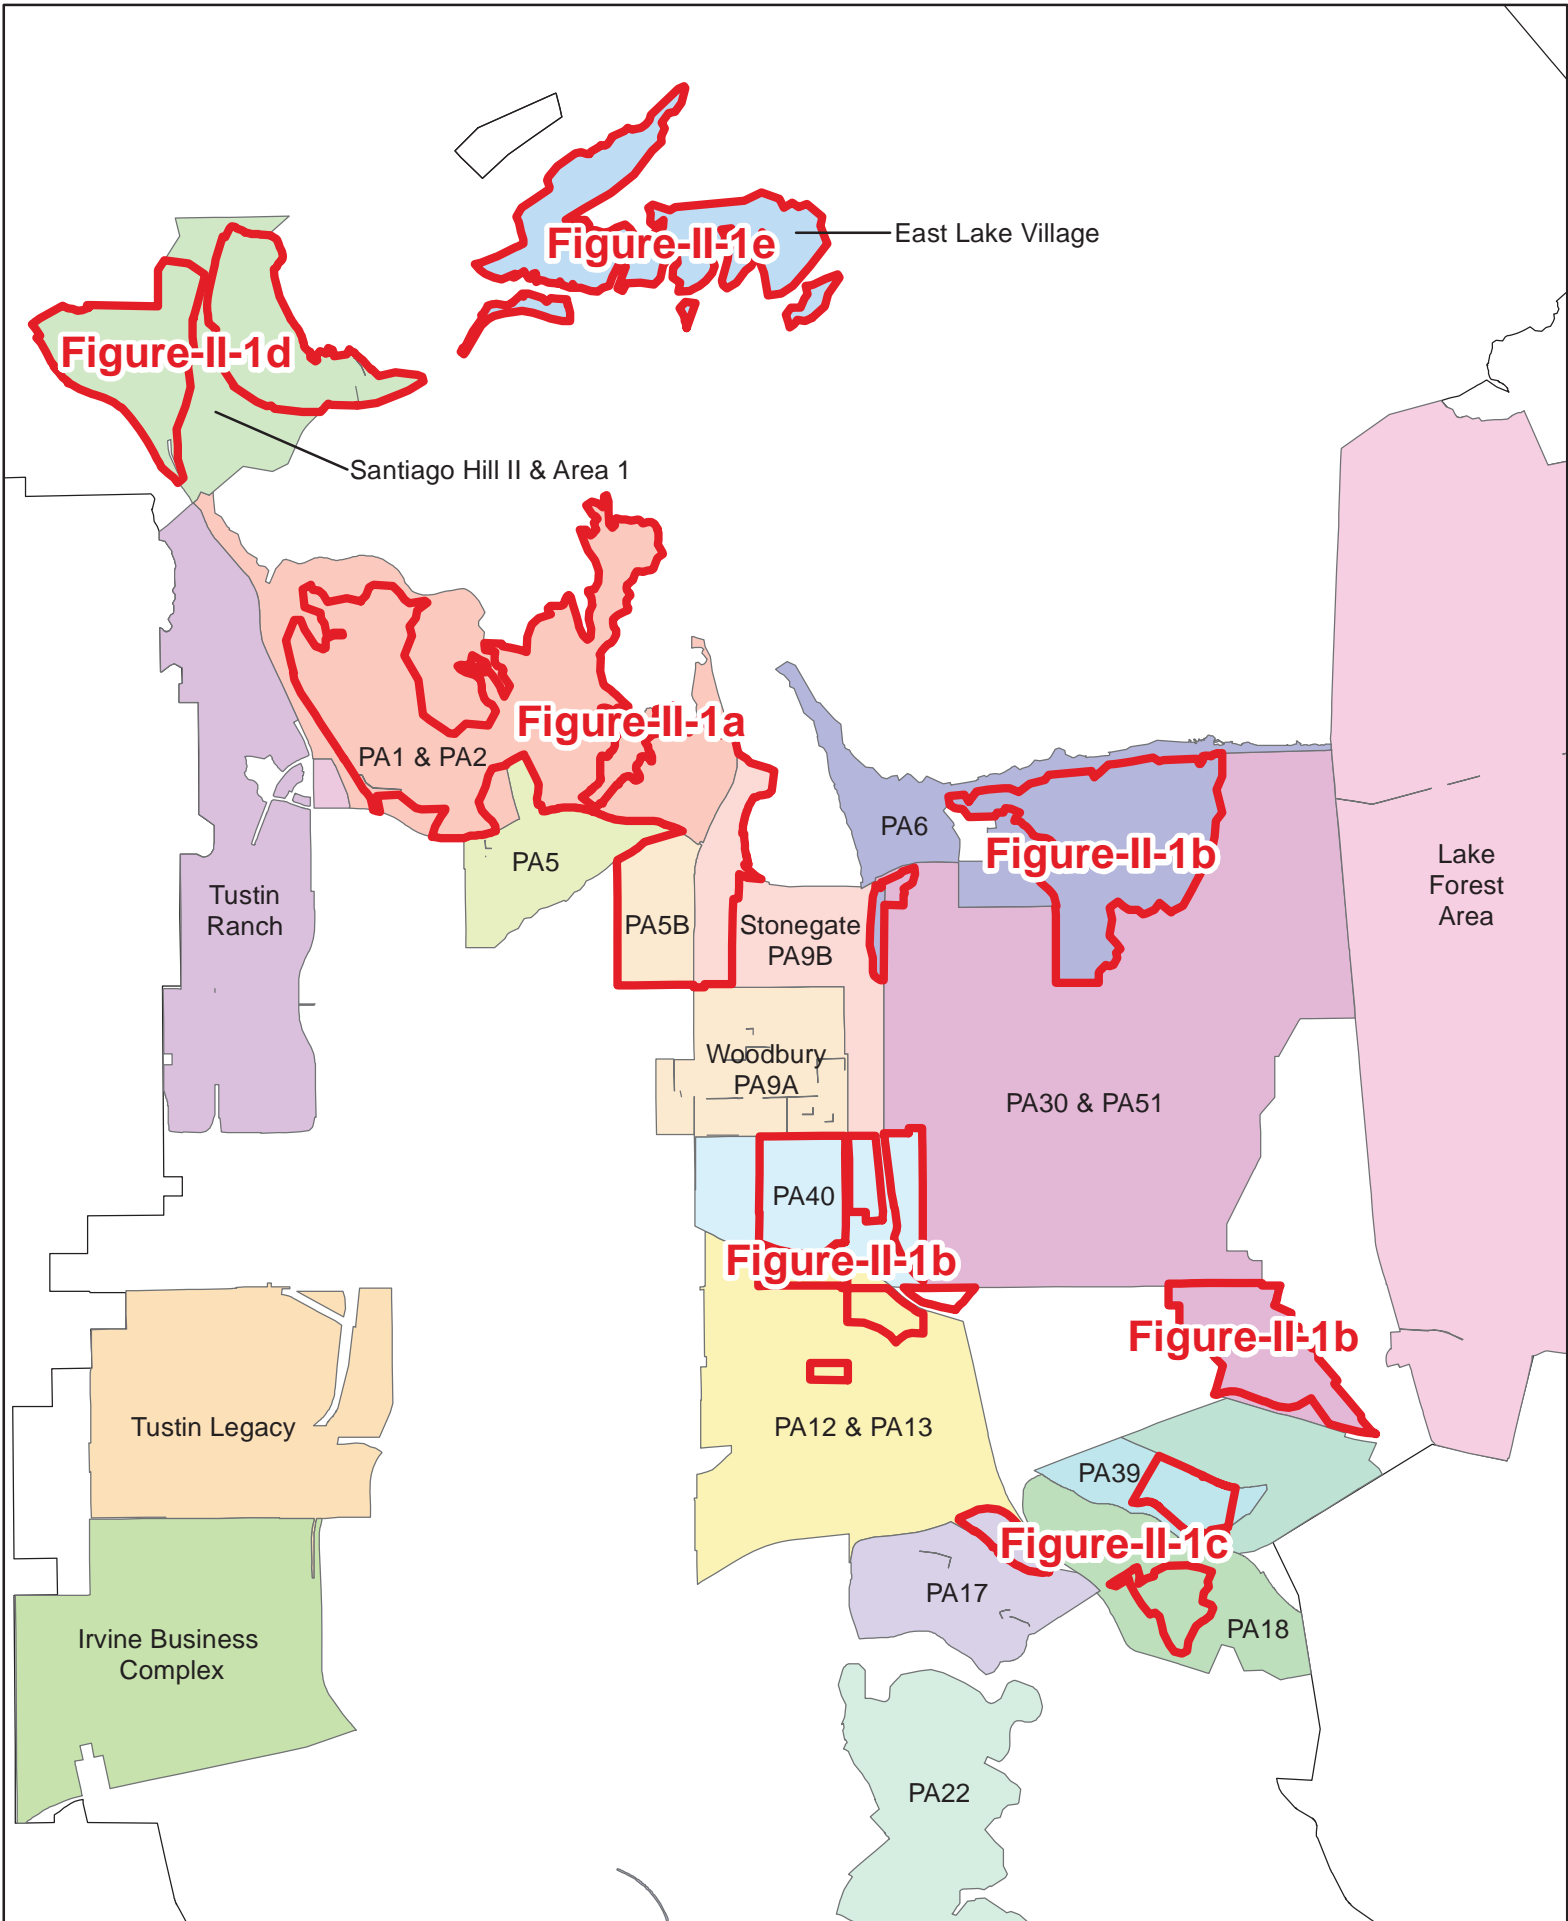 East Lake Village
Figure-II-1e
Figure-II-1d
Santiago Hill II & Area 1
Figure-II-1a
PA1 & PA2
PA6
Figure-II-1b
PA5
Lake
Forest
Area
Tustin
Ranch
PA5B
Stonegate
PA9B
Woodbury
PA9A
PA30 & PA51
PA40
Figure-II-1b
Figure-II-1b
Tustin Legacy
PA12 & PA13
PA39
Figure-II-1c
PA17
PA18
Irvine Business
Complex
PA22